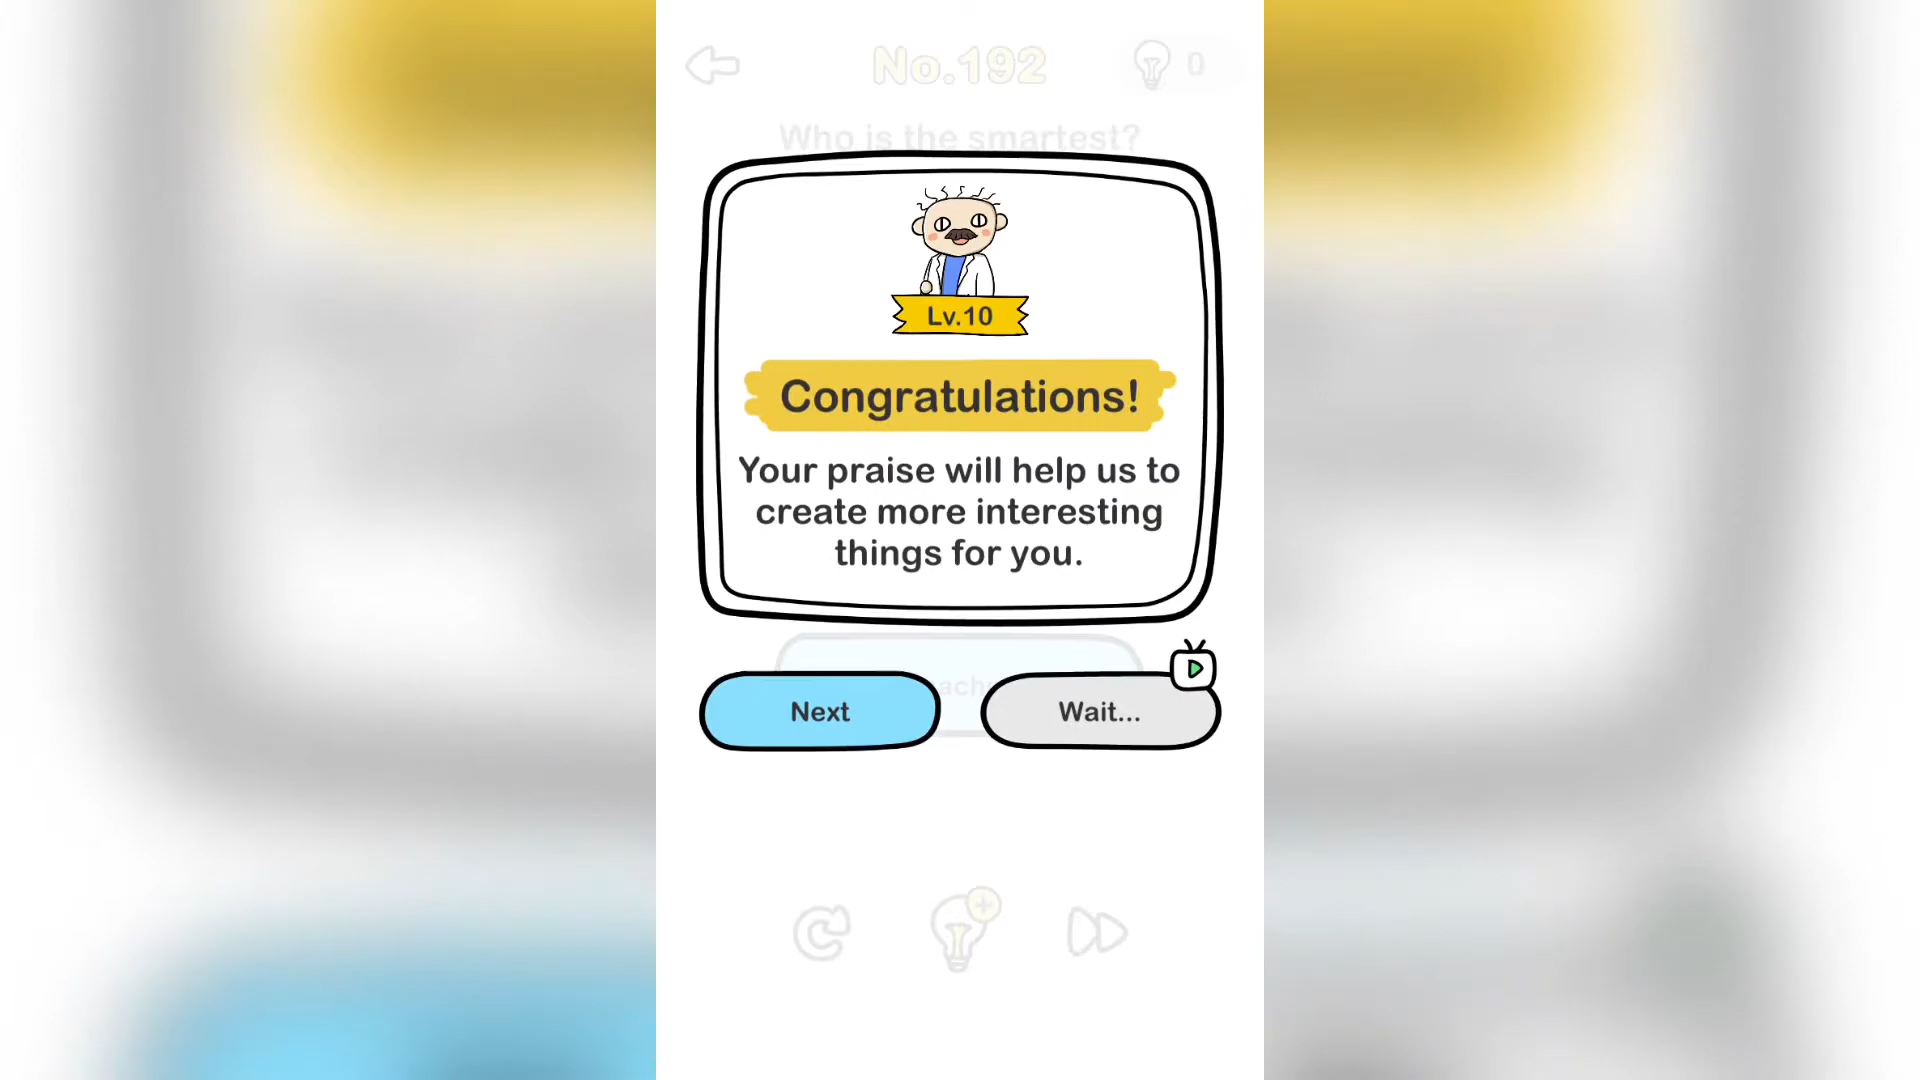 No.192
0
Who is the smartest?
Lv.10
Congratulations!
Your praise will help us to
create more interesting
things for you.
Next
Wait...